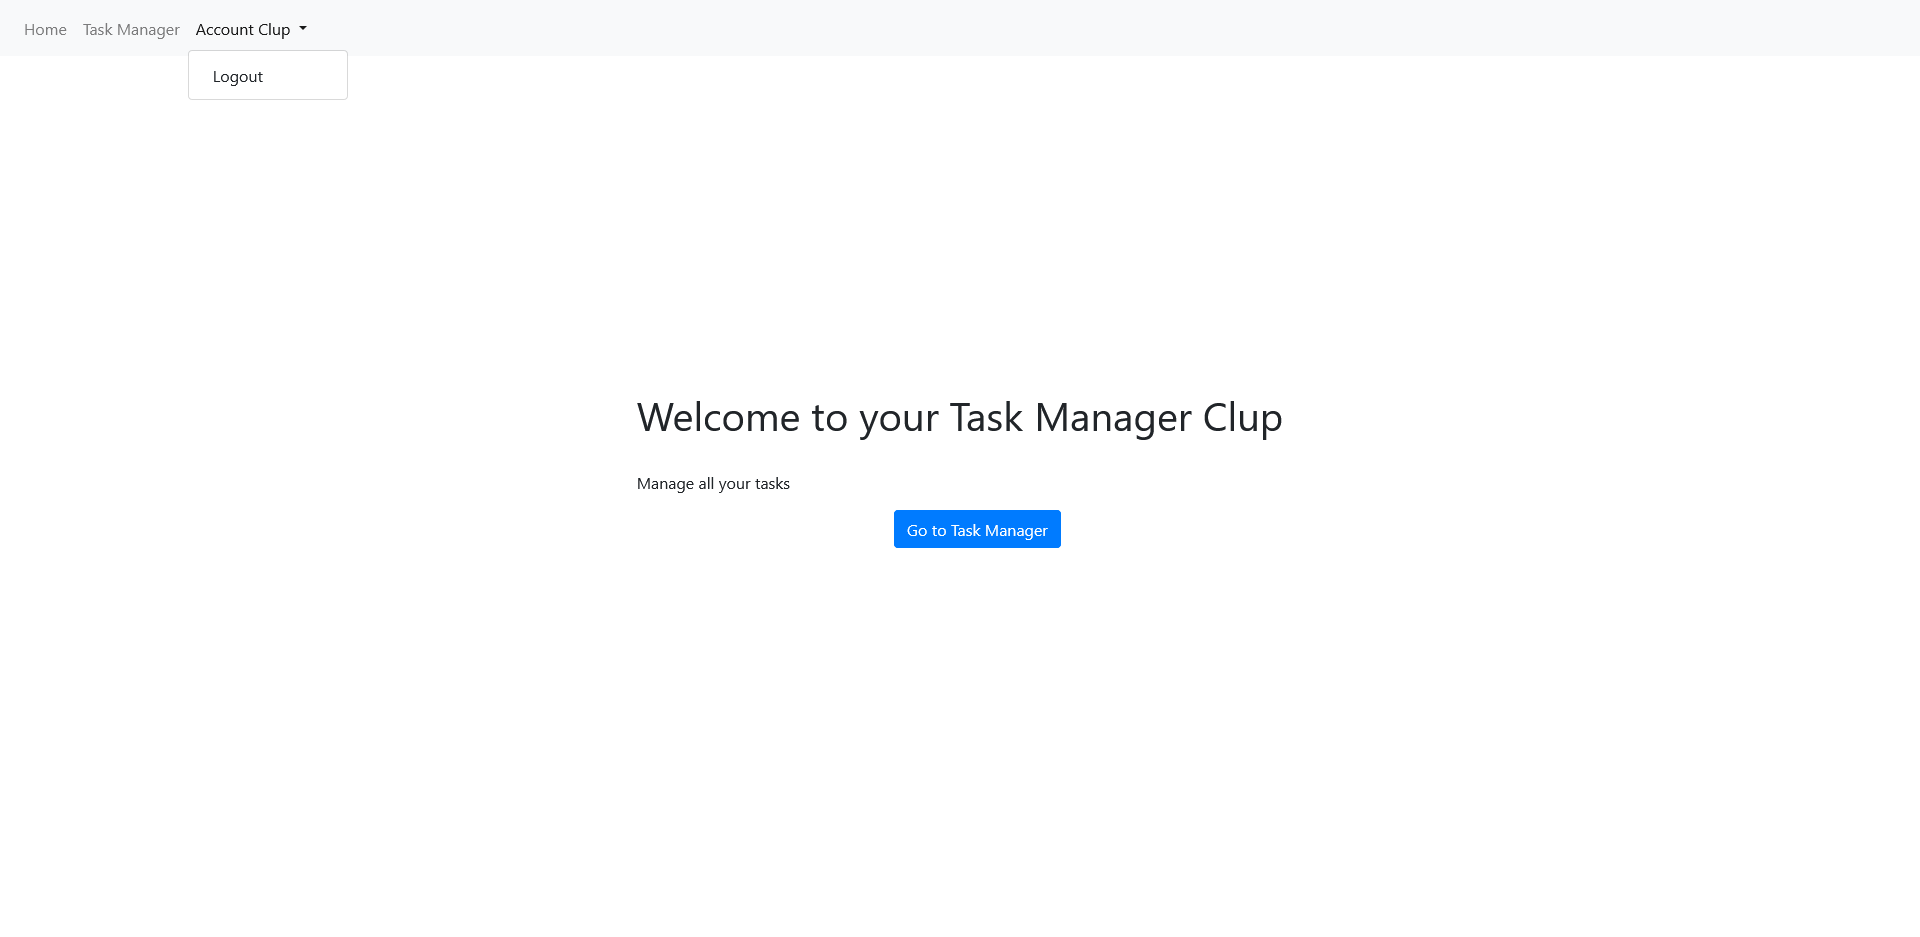 Home Task Manager Account Clup
Logout
Welcome to your Task Manager Clup
Manage all your tasks
Go to Task Manager